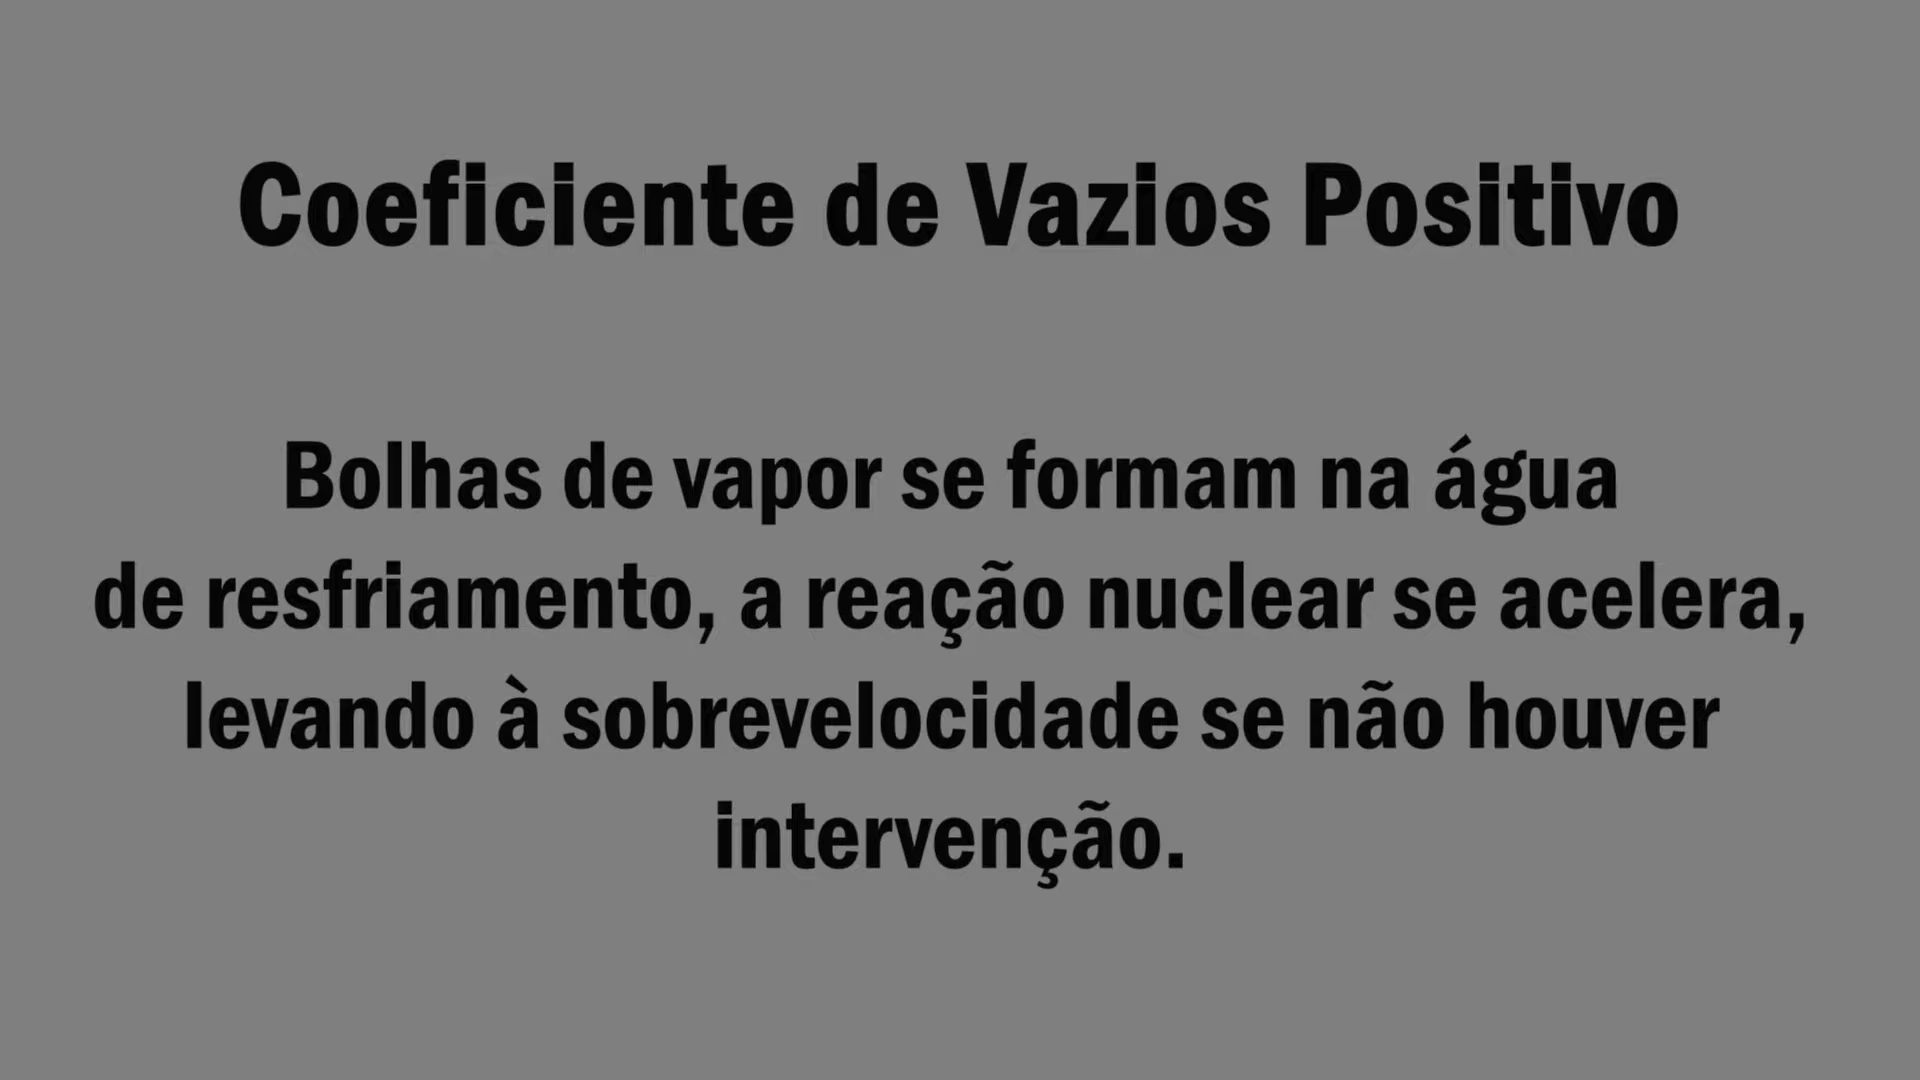 Coeficiente de Vazios Positivo
Bolhas de vapor se formam na água
de resfriamento, a reação nuclear se acelera,
levando à sobrevelocidade se não houver
intervenção.